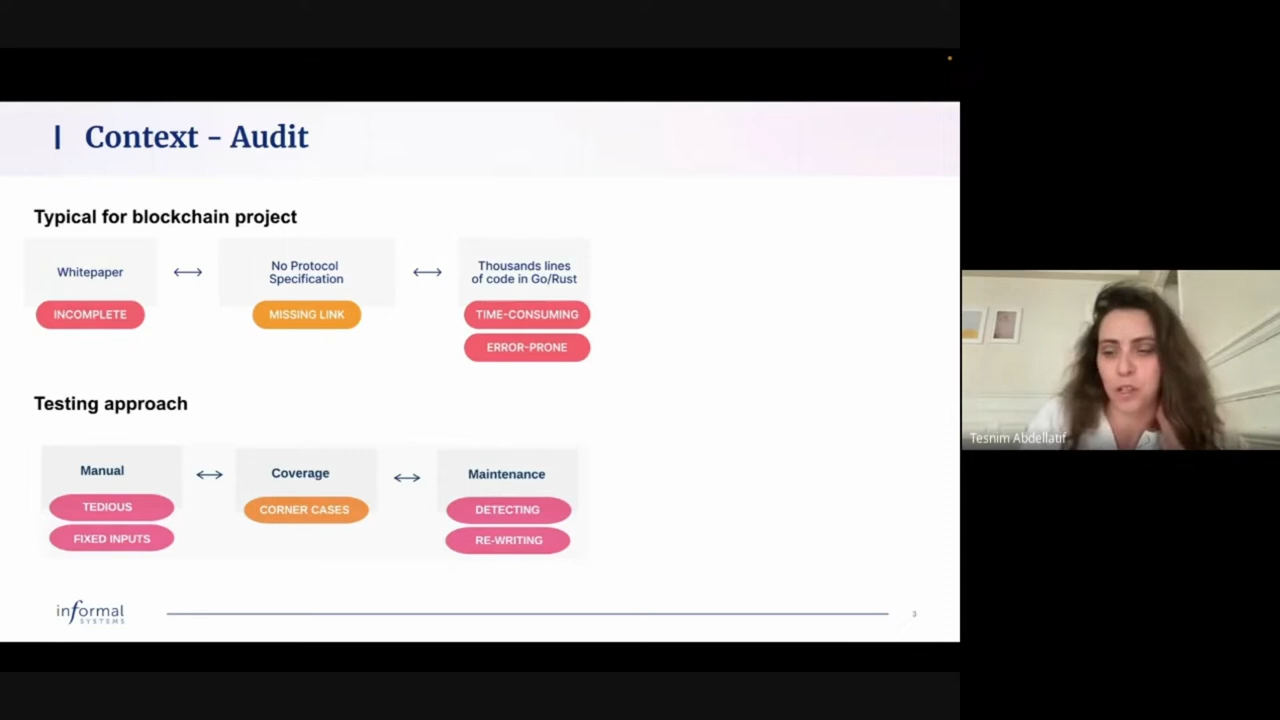 Context - Audit
Typical for blockchain project
Whitepaper
No Protocol
Specification
Thousands lines
of code in Go/Rust
INCOMPLETE
MISSING LINK
TIME-CONSUMING
ERROR-PRONE
Testing approach
Manual
Coverage
Maintenance
TEDIOUS
CORNER CASES
DETECTING
FIXED INPUTS
RE-WRITING
informal
SYSTEMS
3
Tesnim Abdellatif